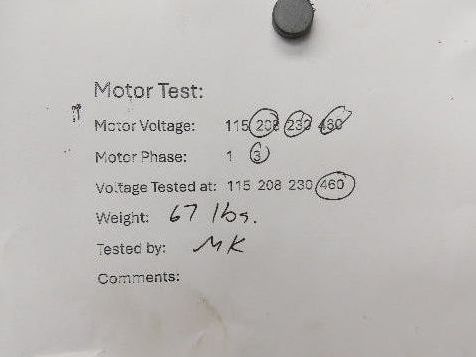 Motor Test:
Motor Voltage: 115 208 230 460
Motor Phase: 1 3
Voltage Tested at: 115 208 230 460
Weight: 67 lbs.
Tested by: MK
Comments: